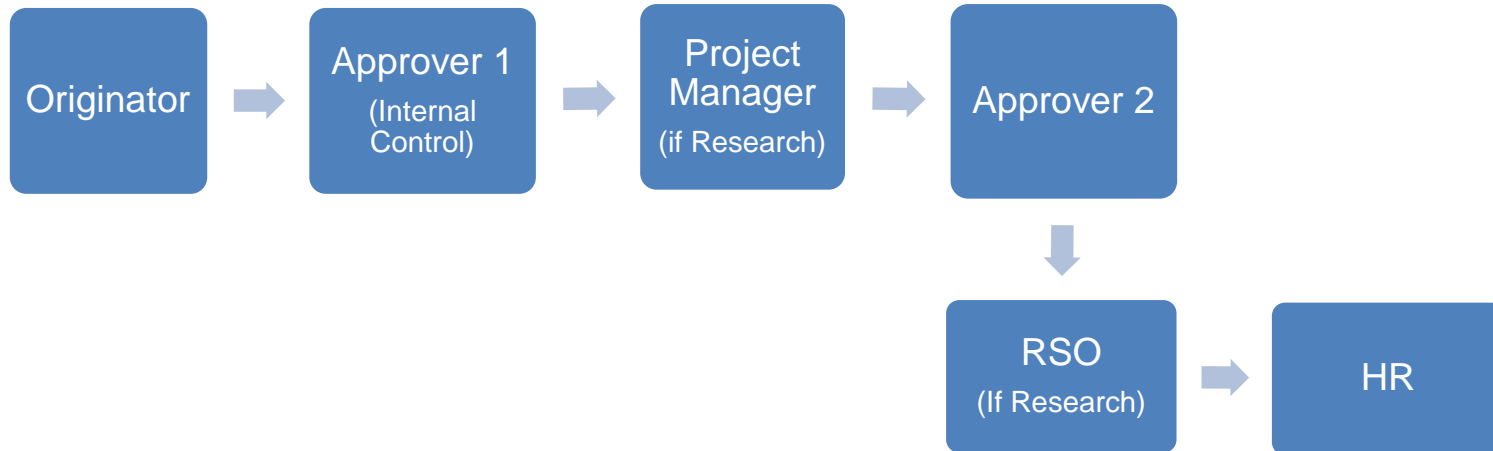 Originator
Approver 1
(Internal
Control)
Project
Manager
(if Research)
Approver 2
RSO
(If Research)
HR